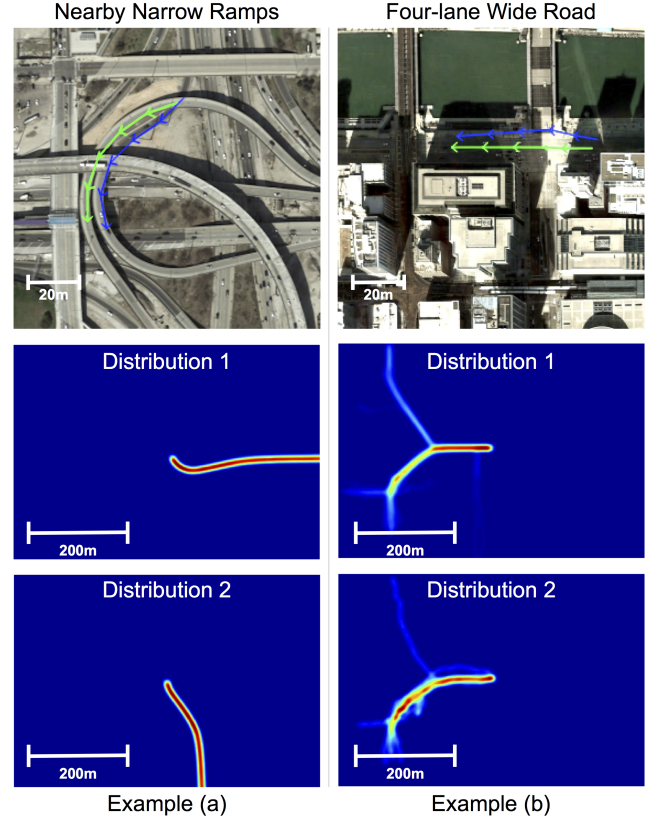 Nearby Narrow Ramps
Four-lane Wide Road
20m
20m
Distribution 1
Distribution 1
200m
200m
Distribution 2
Distribution 2
200m
200m
Example (a)
Example (b)